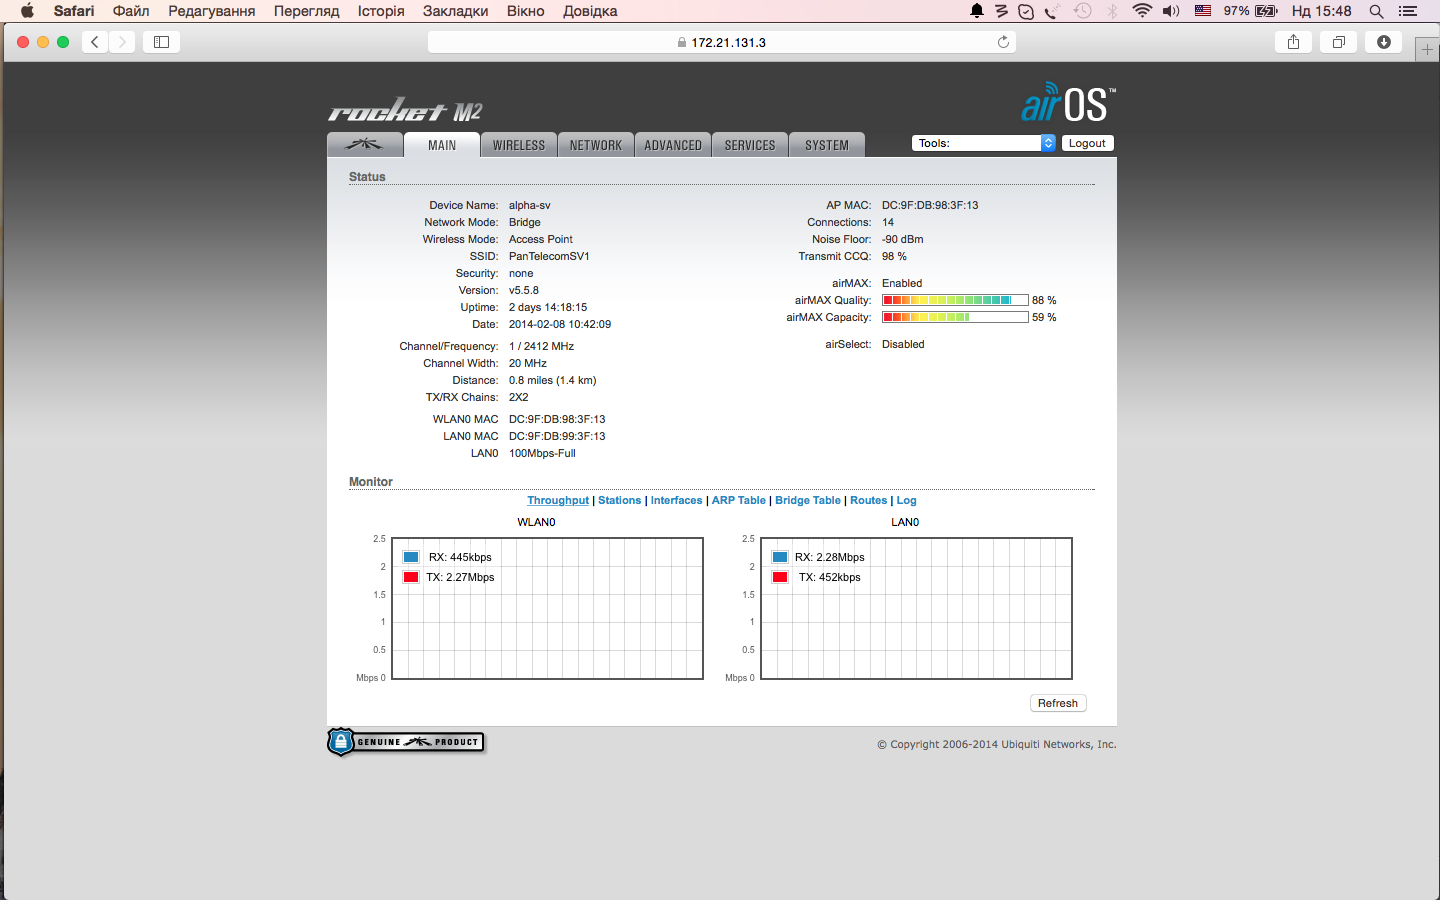 Safari Файл Редагування Перегляд Історія Закладки Вікно Довідка 97% Нд 15:48
172.21.131.3
rocket M2
airOS™
MAIN WIRELESS NETWORK ADVANCED SERVICES SYSTEM Tools: Logout
Status
Device Name: alpha-sv
Network Mode: Bridge
Wireless Mode: Access Point
SSID: PanTelecomSV1
Security: none
Version: v5.5.8
Uptime: 2 days 14:18:15
Date: 2014-02-08 10:42:09
Channel/Frequency: 1 / 2412 MHz
Channel Width: 20 MHz
Distance: 0.8 miles (1.4 km)
TX/RX Chains: 2X2
WLAN0 MAC DC:9F:DB:98:3F:13
LAN0 MAC DC:9F:DB:99:3F:13
LAN0 100Mbps-Full
AP MAC: DC:9F:DB:98:3F:13
Connections: 14
Noise Floor: -90 dBm
Transmit CCQ: 98 %
airMAX: Enabled
airMAX Quality: 88 %
airMAX Capacity: 59 %
airSelect: Disabled
Monitor
Throughput | Stations | Interfaces | ARP Table | Bridge Table | Routes | Log
WLAN0
2.5
2
1.5
1
0.5
Mbps 0
RX: 445kbps
TX: 2.27Mbps
LAN0
2.5
2
1.5
1
0.5
Mbps 0
RX: 2.28Mbps
TX: 452kbps
Refresh
GENUINE PRODUCT
© Copyright 2006-2014 Ubiquiti Networks, Inc.